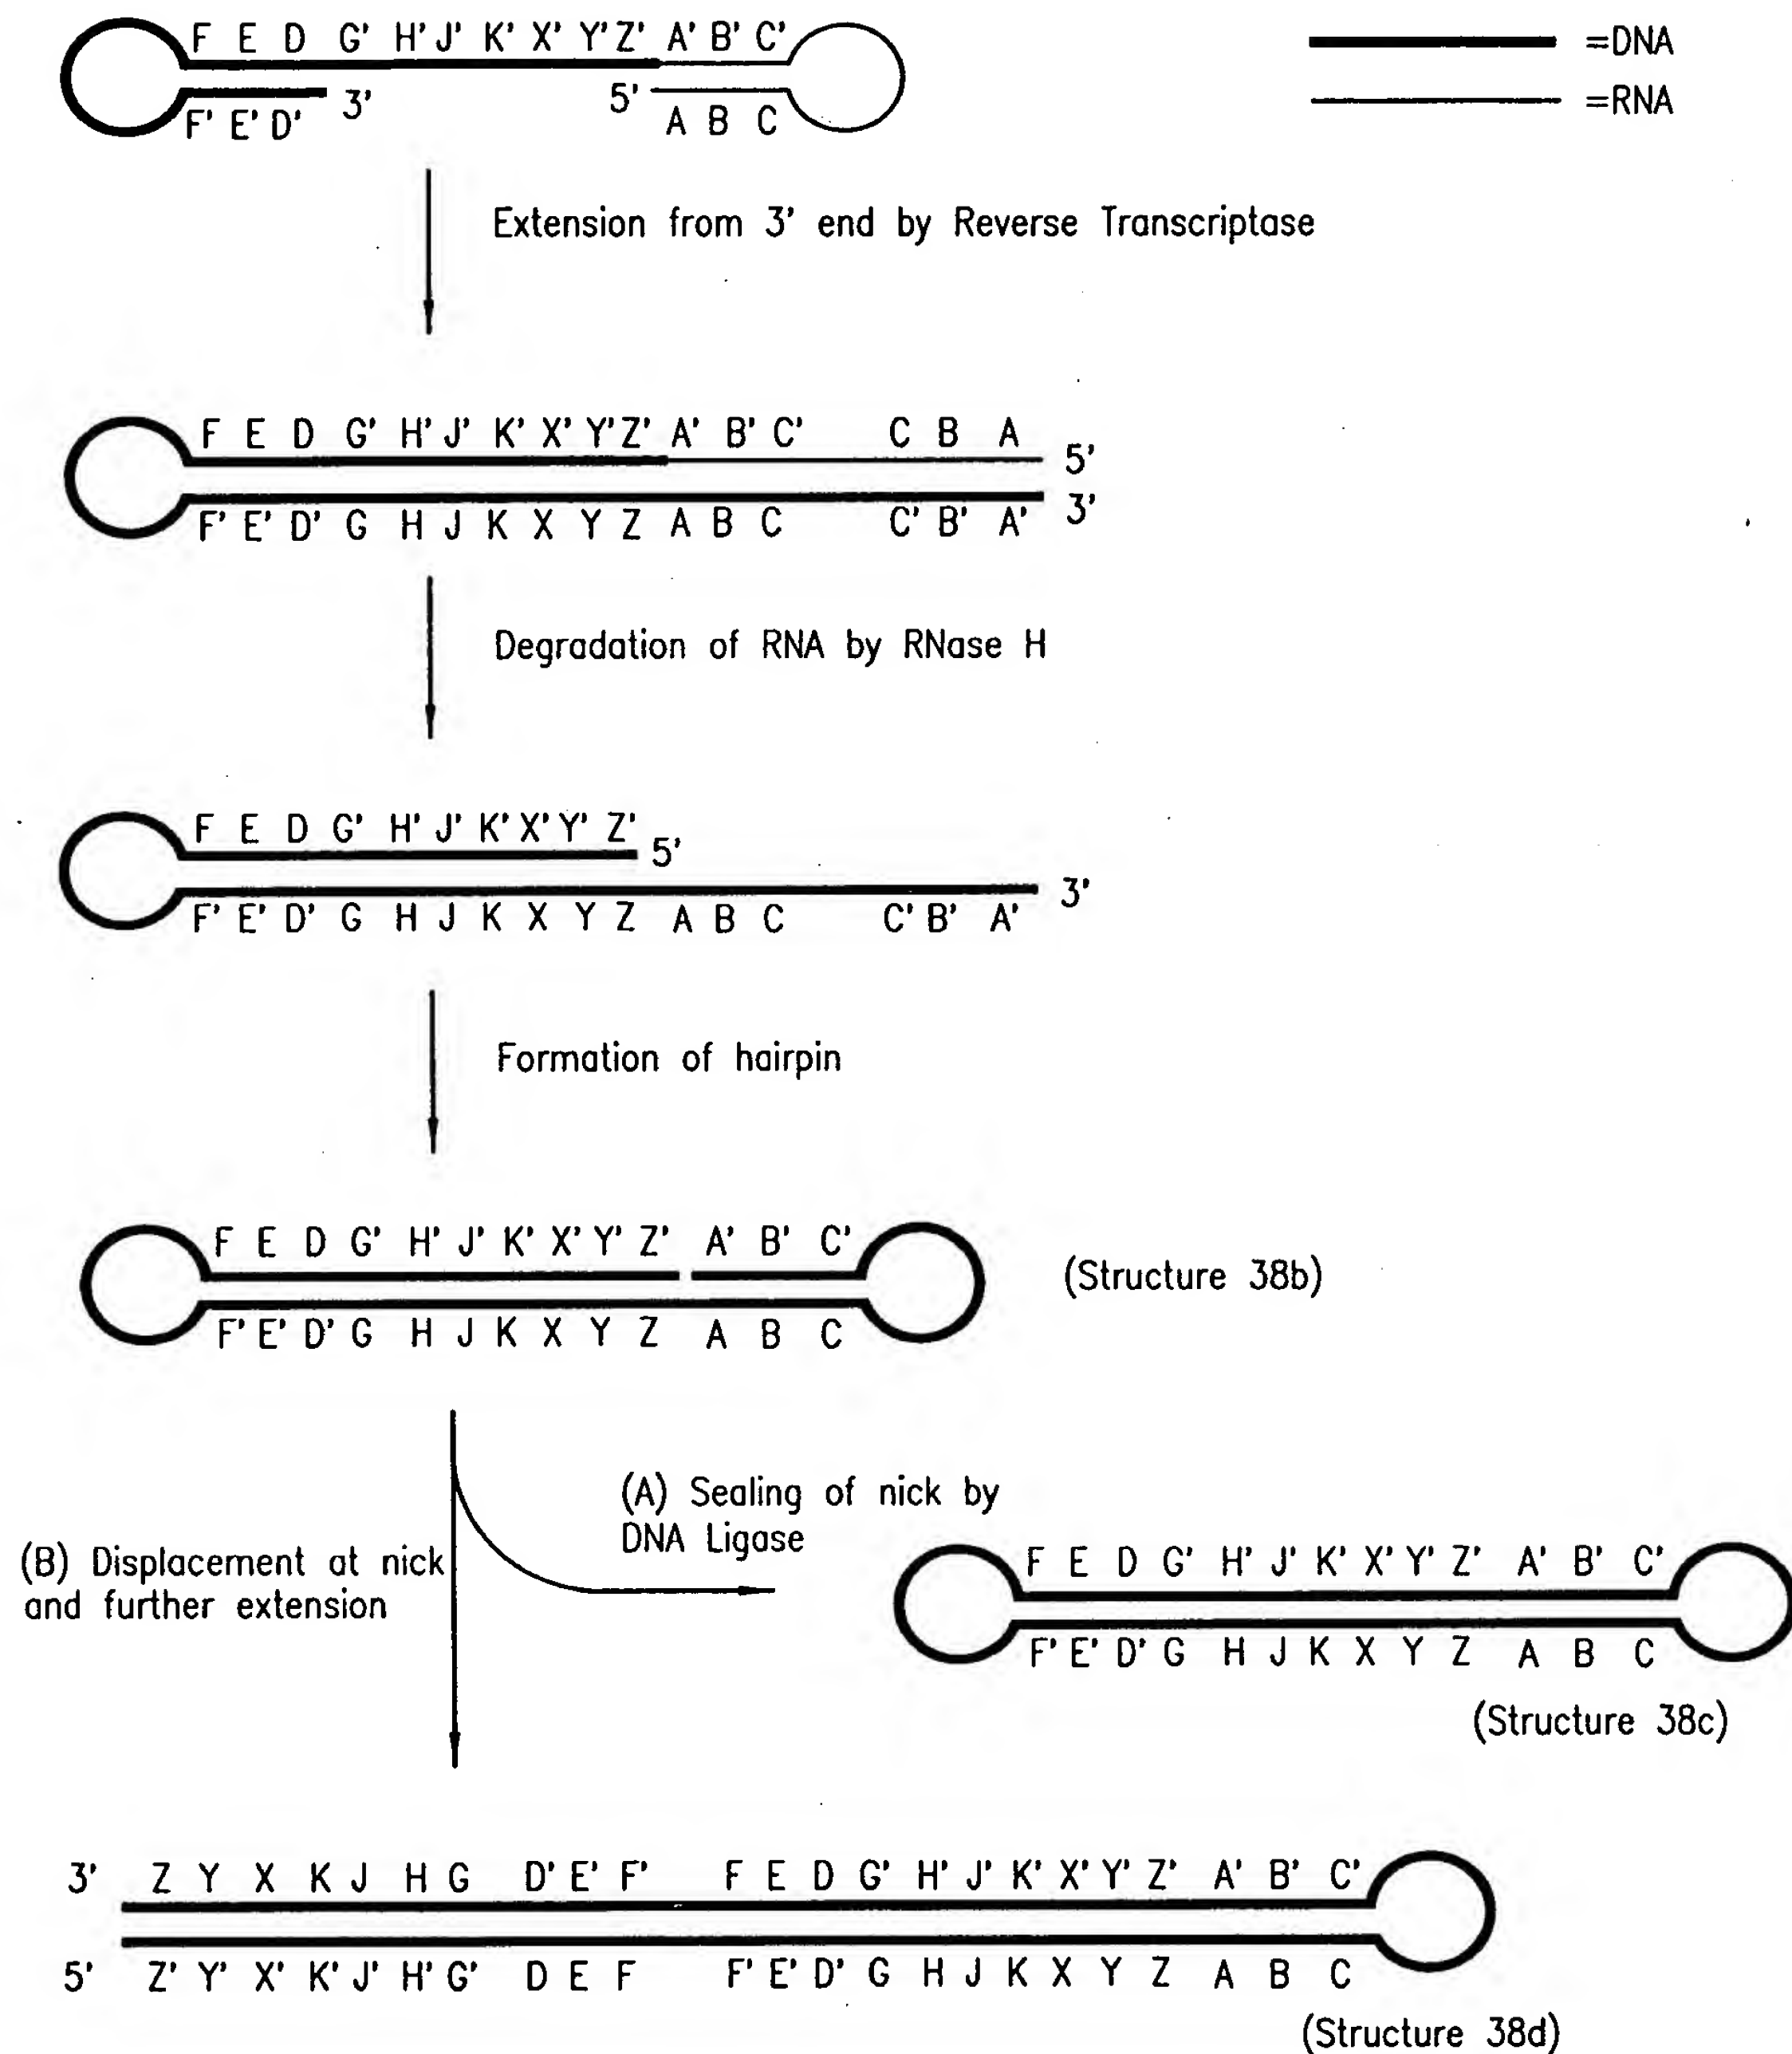 F E D G' H' J' K' X' Y' Z' A' B' C'
=DNA
3'
5'
=RNA
F' E' D'
A B C
Extension from 3' end by Reverse Transcriptase
F E D G' H' J' K' X' Y' Z' A' B' C' C B A
5'
3'
F' E' D' G H J K X Y Z A B C C' B' A'
Degradation of RNA by RNase H
F E D G' H' J' K' X' Y' Z'
5'
3'
F' E' D' G H J K X Y Z A B C C' B' A'
Formation of hairpin
F E D G' H' J' K' X' Y' Z' A' B' C'
(Structure 38b)
F' E' D' G H J K X Y Z A B C
(A) Sealing of nick by
DNA Ligase
(B) Displacement at nick
and further extension
F E D G' H' J' K' X' Y' Z' A' B' C'
F' E' D' G H J K X Y Z A B C
(Structure 38c)
3' Z Y X K J H G D' E' F' F E D G' H' J' K' X' Y' Z' A' B' C'
5' Z' Y' X' K' J' H' G' D E F F' E' D' G H J K X Y Z A B C
(Structure 38d)